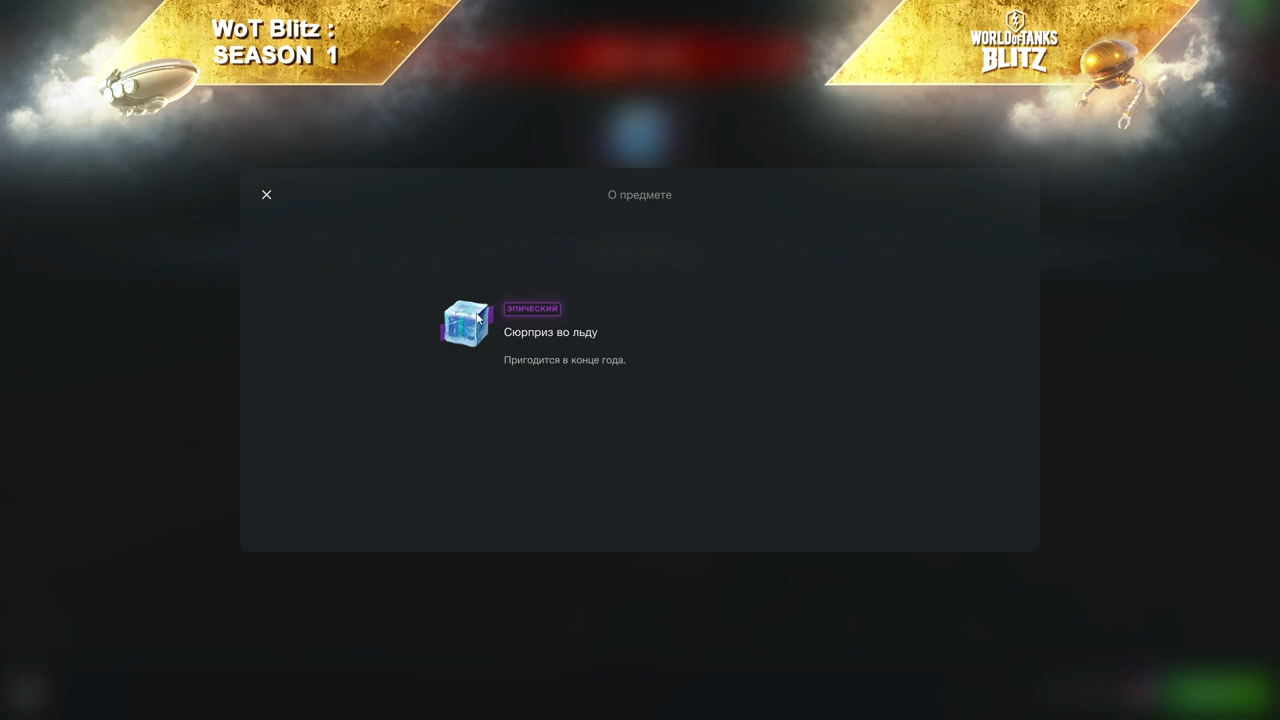 WoT Blitz :
SEASON 1
WORLD OF TANKS
BLITZ
О предмете
ЭПИЧЕСКИЙ
Сюрприз во льду
Пригодится в конце года.